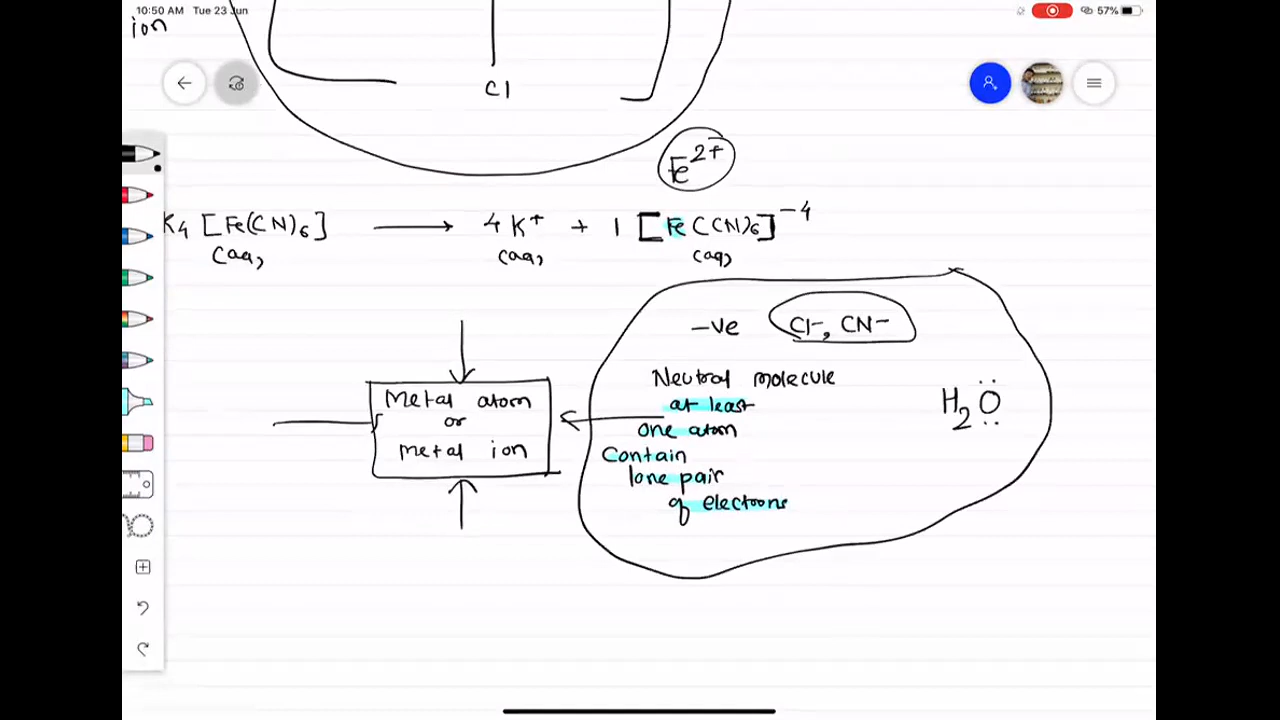 10:50 AM Tue 23 Jun
57%
ion
Cl
Fe2+
K4 [Fe(CN)6] ⟶ 4K+ + 1 [Fe(CN)6]-4
(aq) (aq) (aq)
-ve Cl-, CN-
Neutral molecule
at least
one atom
Contain
lone pair
of electrons
H2O
Metal atom
or
metal ion